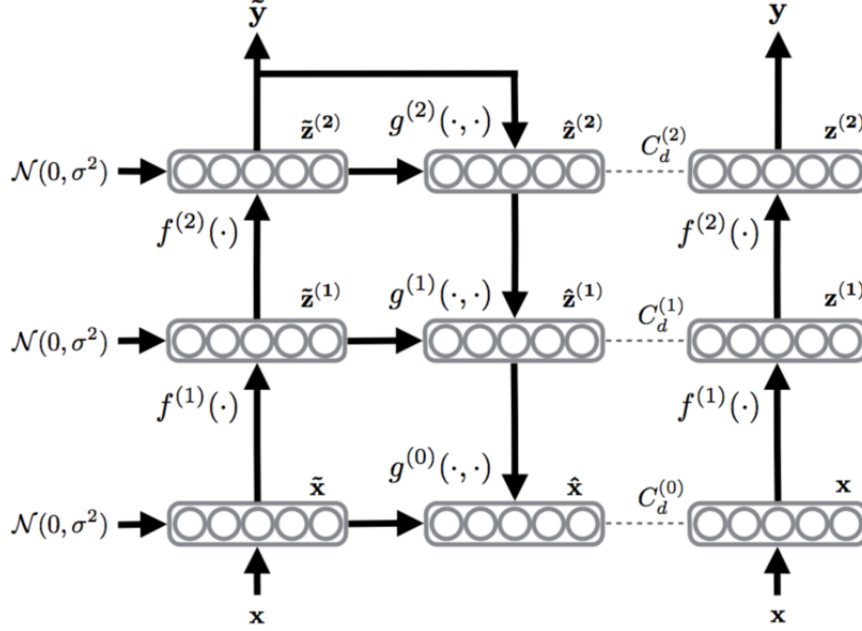 ỹ y
g^(2)(·,·) z̃^(2) ẑ^(2) C_d^(2) z^(2)
N(0, σ²)
f^(2)(·) f^(2)(·)
z̃^(1) g^(1)(·,·) ẑ^(1) C_d^(1) z^(1)
N(0, σ²)
f^(1)(·) f^(1)(·)
x̃ g^(0)(·,·) x̂ C_d^(0) x
N(0, σ²)
x x